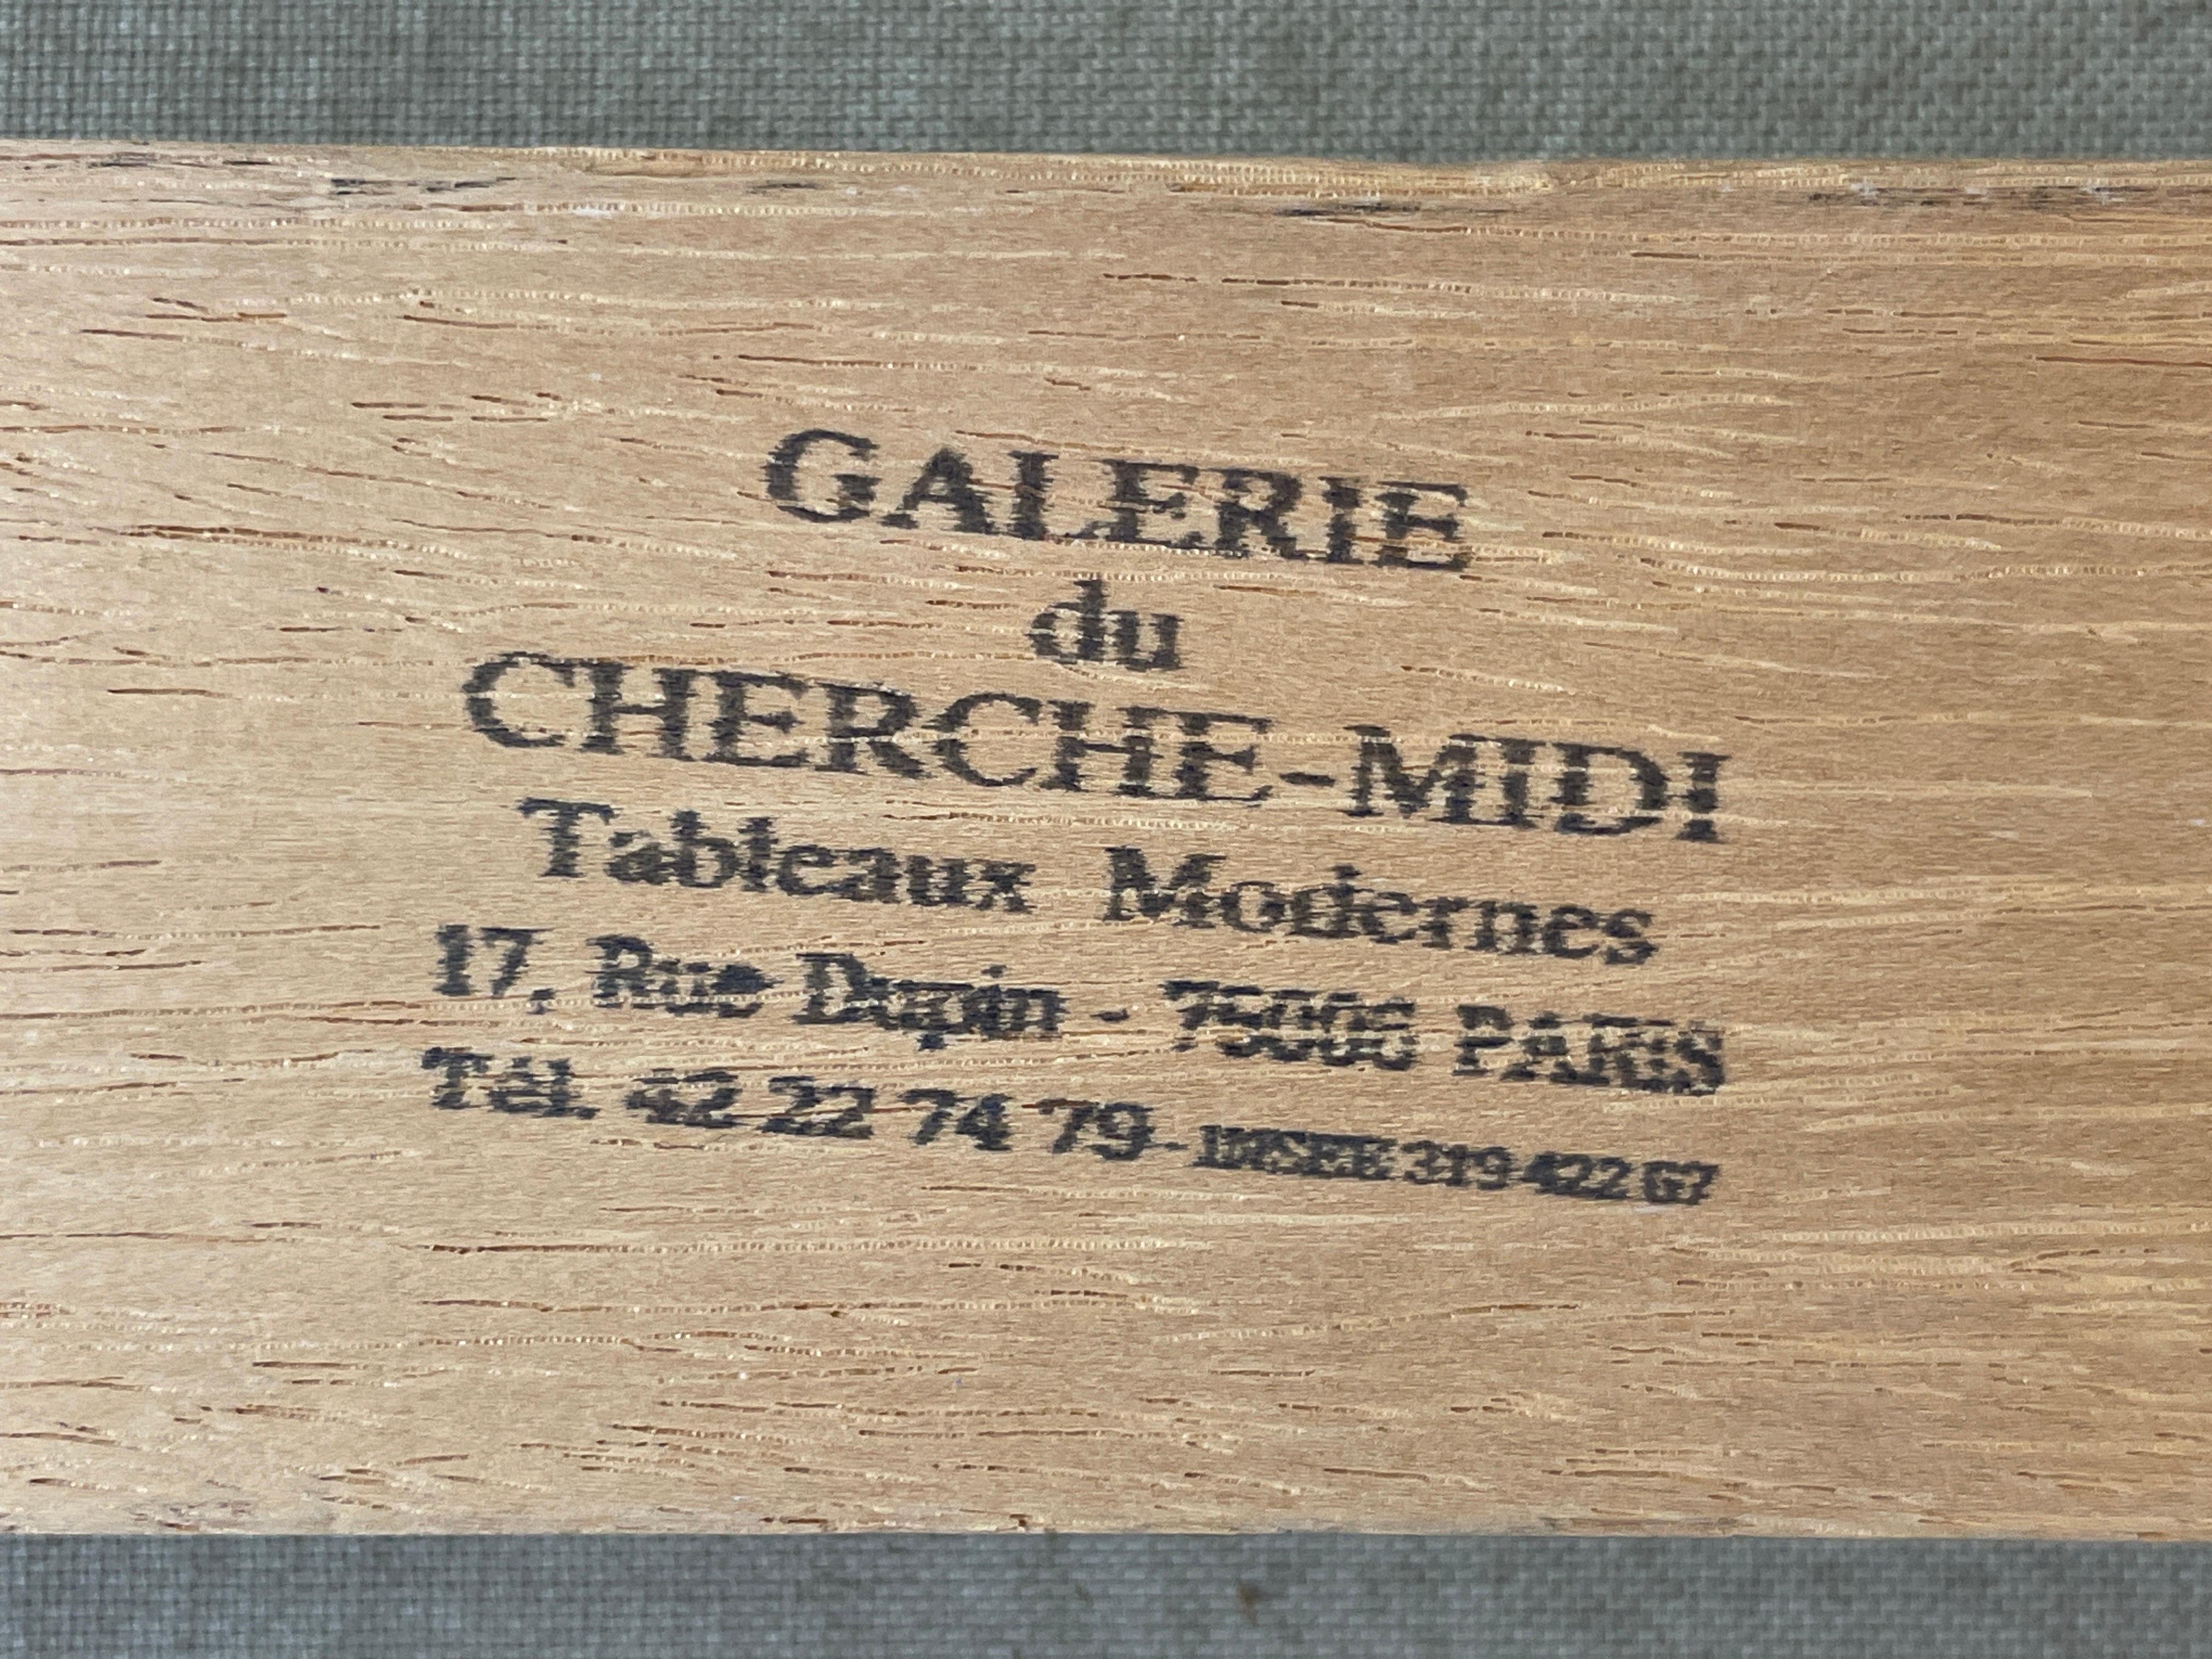 GALERIE
du
CHERCHE-MIDI
Tableaux Modernes
17, Rue Dupin - 75006 PARIS
Tél. 42 22 74 79 - INSEE 319 422 G7